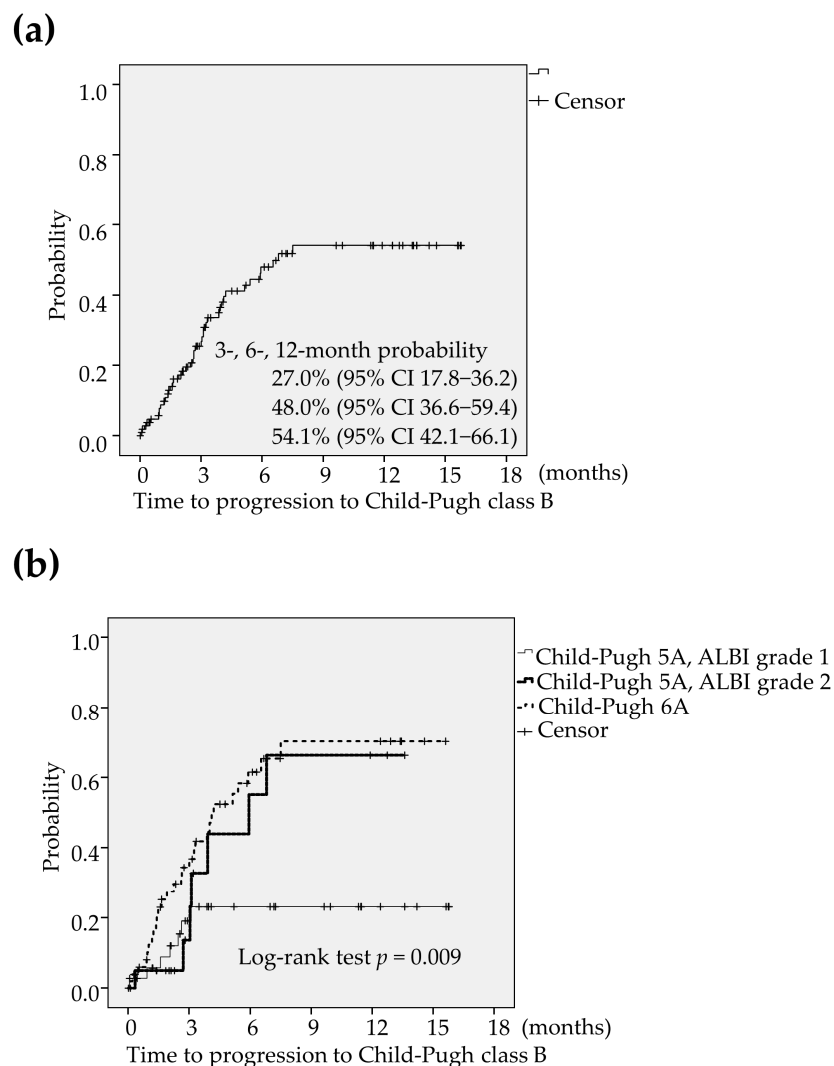 (a)
1.0
0.8
0.6
0.4
0.2
0.0
Probability
Censor
3-, 6-, 12-month probability
27.0% (95% CI 17.8–36.2)
48.0% (95% CI 36.6–59.4)
54.1% (95% CI 42.1–66.1)
0 3 6 9 12 15 18 (months)
Time to progression to Child-Pugh class B
(b)
1.0
0.8
0.6
0.4
0.2
0.0
Probability
Child-Pugh 5A, ALBI grade 1
Child-Pugh 5A, ALBI grade 2
Child-Pugh 6A
Censor
Log-rank test p = 0.009
0 3 6 9 12 15 18 (months)
Time to progression to Child-Pugh class B